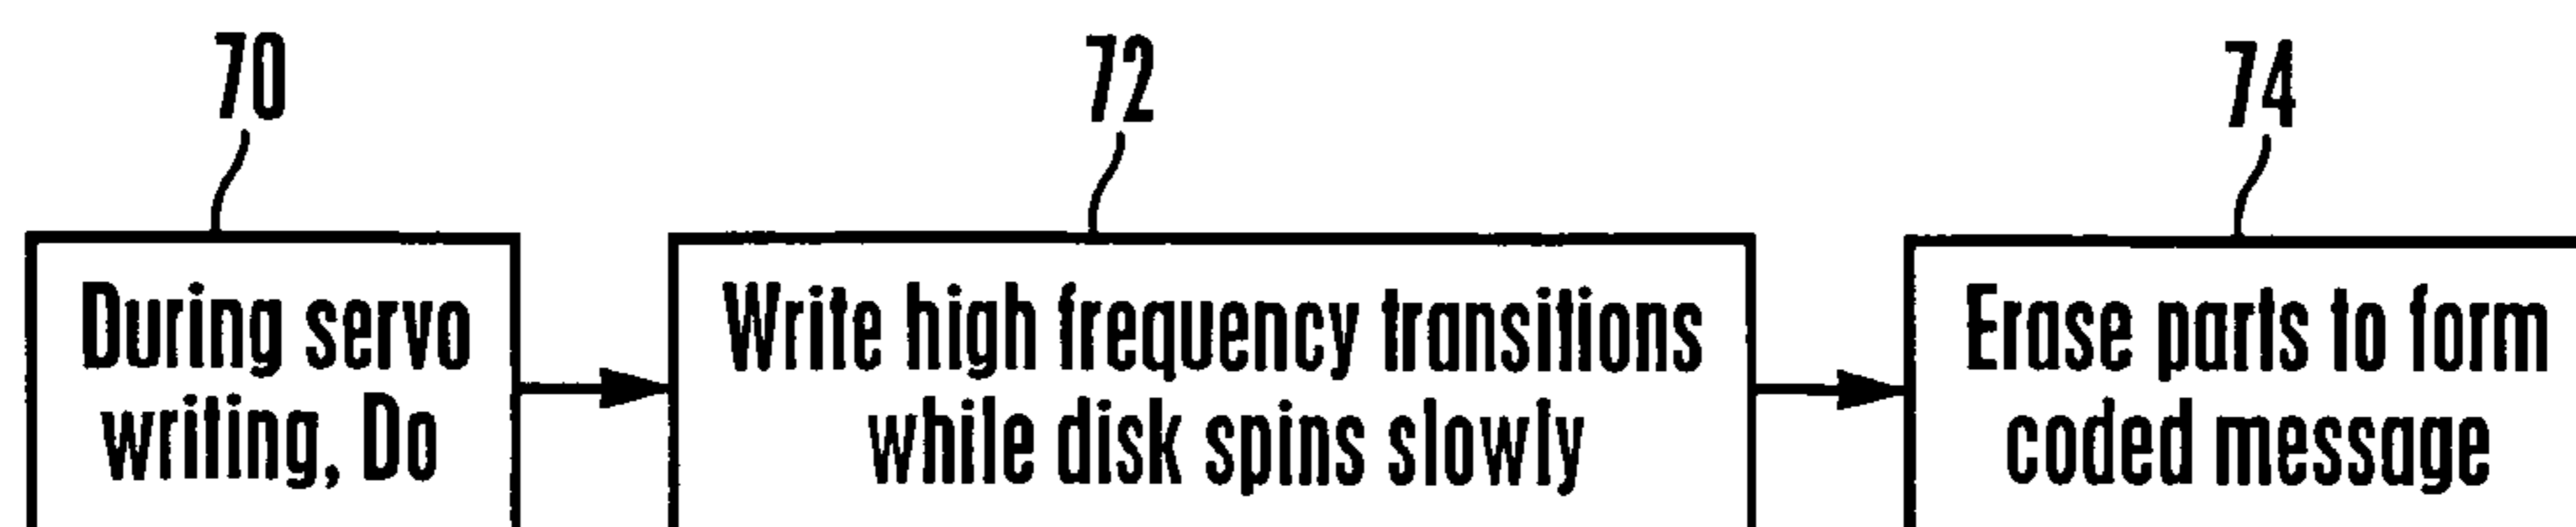 70
72
74
During servo
writing, Do
Write high frequency transitions
while disk spins slowly
Erase parts to form
coded message